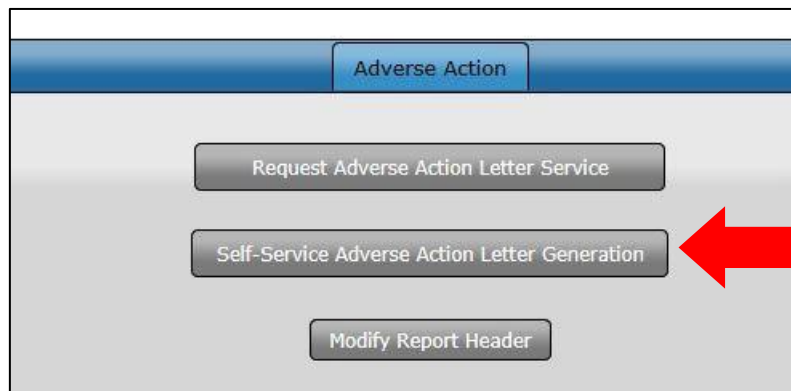 Adverse Action
Request Adverse Action Letter Service
Self-Service Adverse Action Letter Generation
Modify Report Header